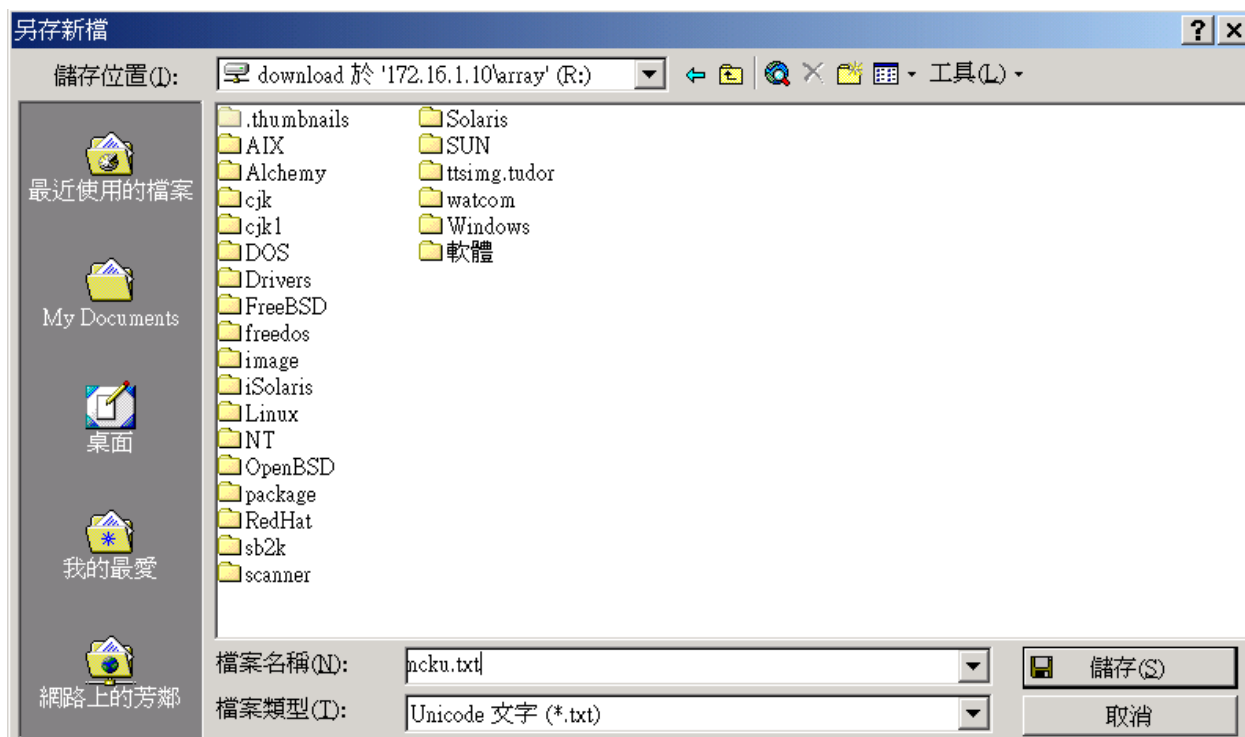 另存新檔
儲存位置(I): download 於 '172.16.1.10\array' (R:) 工具(L)
最近使用的檔案
My Documents
桌面
我的最愛
網路上的芳鄰
.thumbnails
AIX
Alchemy
cjk
cjk1
DOS
Drivers
FreeBSD
freedos
image
iSolaris
Linux
NT
OpenBSD
package
RedHat
sb2k
scanner
Solaris
SUN
ttsimg.tudor
watcom
Windows
軟體
檔案名稱(N): ncku.txt 儲存(S)
檔案類型(T): Unicode 文字 (*.txt) 取消